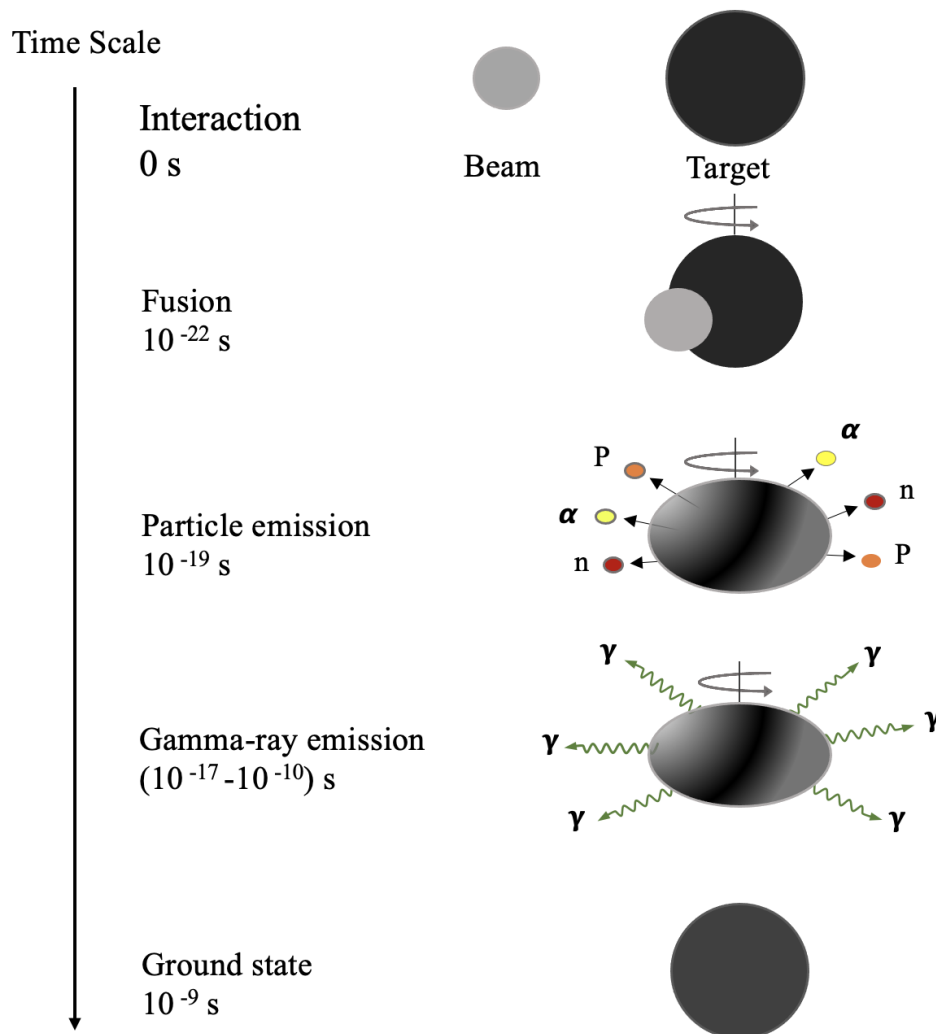 Time Scale
Interaction
0 s
Beam
Target
Fusion
10 -22 s
P
α
α
n
n
P
Particle emission
10 -19 s
γ
γ
γ
γ
γ
γ
Gamma-ray emission
(10 -17 -10 -10) s
Ground state
10 -9 s